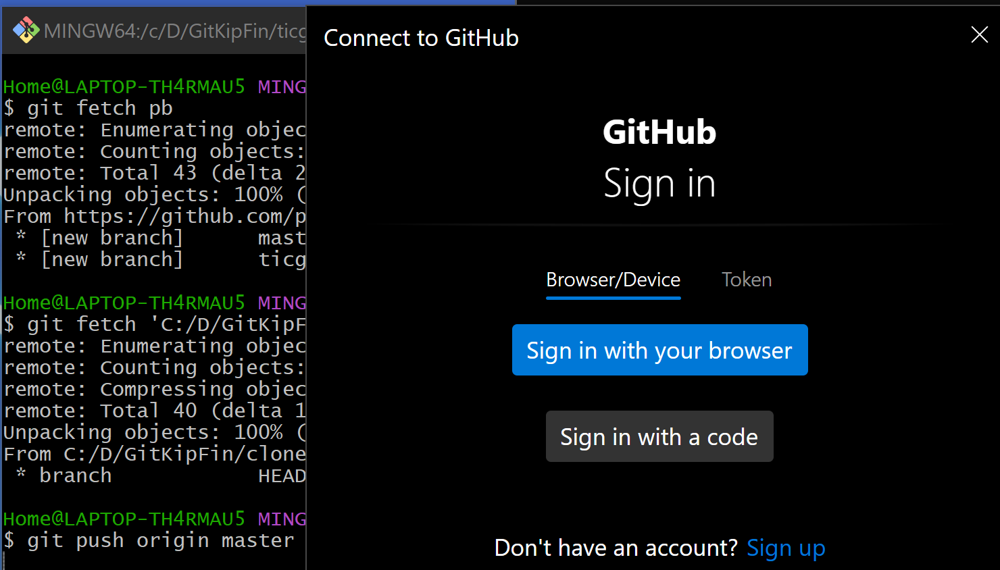 MINGW64:/c/D/GitKipFin/ticg
Home@LAPTOP-TH4RMAU5 MING
$ git fetch pb
remote: Enumerating objec
remote: Counting objects:
remote: Total 43 (delta 2
Unpacking objects: 100% (
From https://github.com/p
* [new branch] mast
* [new branch] ticg
Home@LAPTOP-TH4RMAU5 MING
$ git fetch 'C:/D/GitKipF
remote: Enumerating objec
remote: Counting objects:
remote: Compressing objec
remote: Total 40 (delta 1
Unpacking objects: 100% (
From C:/D/GitKipFin/clone
* branch HEAD
Home@LAPTOP-TH4RMAU5 MING
$ git push origin master
Connect to GitHub
GitHub
Sign in
Browser/Device Token
Sign in with your browser
Sign in with a code
Don't have an account? Sign up